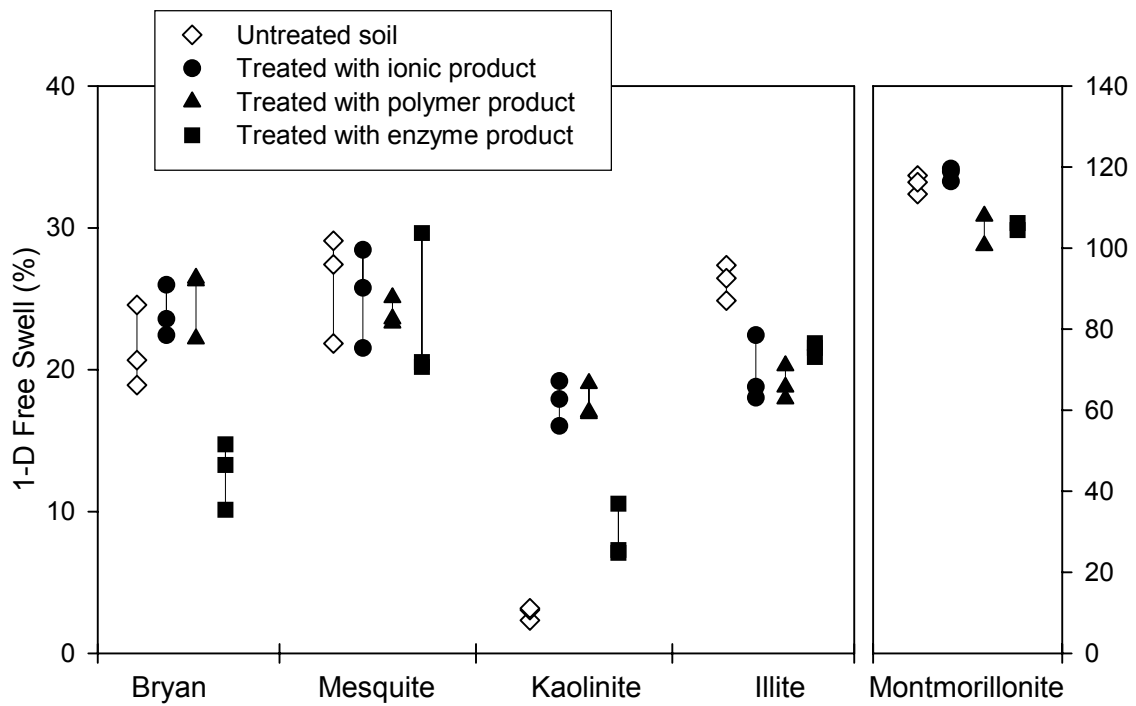 Untreated soil
Treated with ionic product
Treated with polymer product
Treated with enzyme product
1-D Free Swell (%)
40
30
20
10
0
140
120
100
80
60
40
20
0
Bryan
Mesquite
Kaolinite
Illite
Montmorillonite